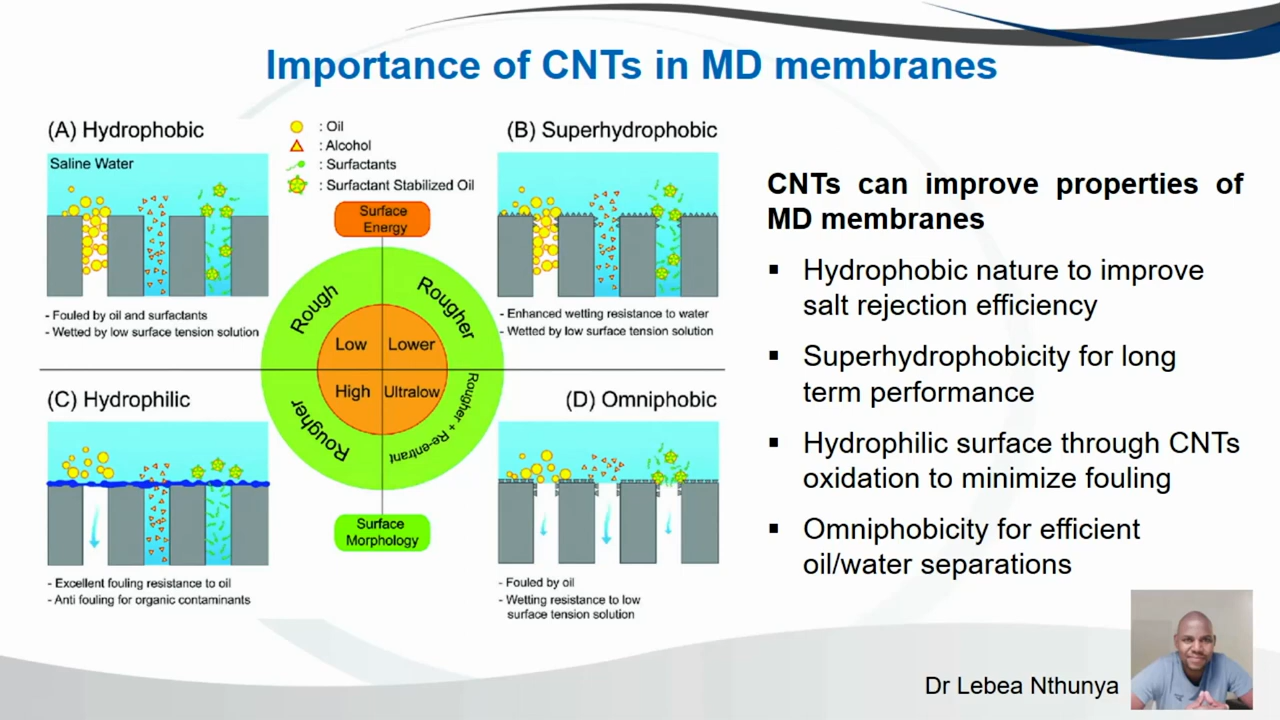 Importance of CNTs in MD membranes
(A) Hydrophobic
Saline Water
- Fouled by oil and surfactants
- Wetted by low surface tension solution
: Oil
: Alcohol
: Surfactants
: Surfactant Stabilized Oil
Surface
Energy
(B) Superhydrophobic
- Enhanced wetting resistance to water
- Wetted by low surface tension solution
Rough
Rougher
Low
Lower
High
Ultralow
Rougher
Rougher + Re-entrant
Surface
Morphology
(C) Hydrophilic
- Excellent fouling resistance to oil
- Anti fouling for organic contaminants
(D) Omniphobic
- Fouled by oil
- Wetting resistance to low
surface tension solution
CNTs can improve properties of
MD membranes
▪ Hydrophobic nature to improve
salt rejection efficiency
▪ Superhydrophobicity for long
term performance
▪ Hydrophilic surface through CNTs
oxidation to minimize fouling
▪ Omniphobicity for efficient
oil/water separations
Dr Lebea Nthunya